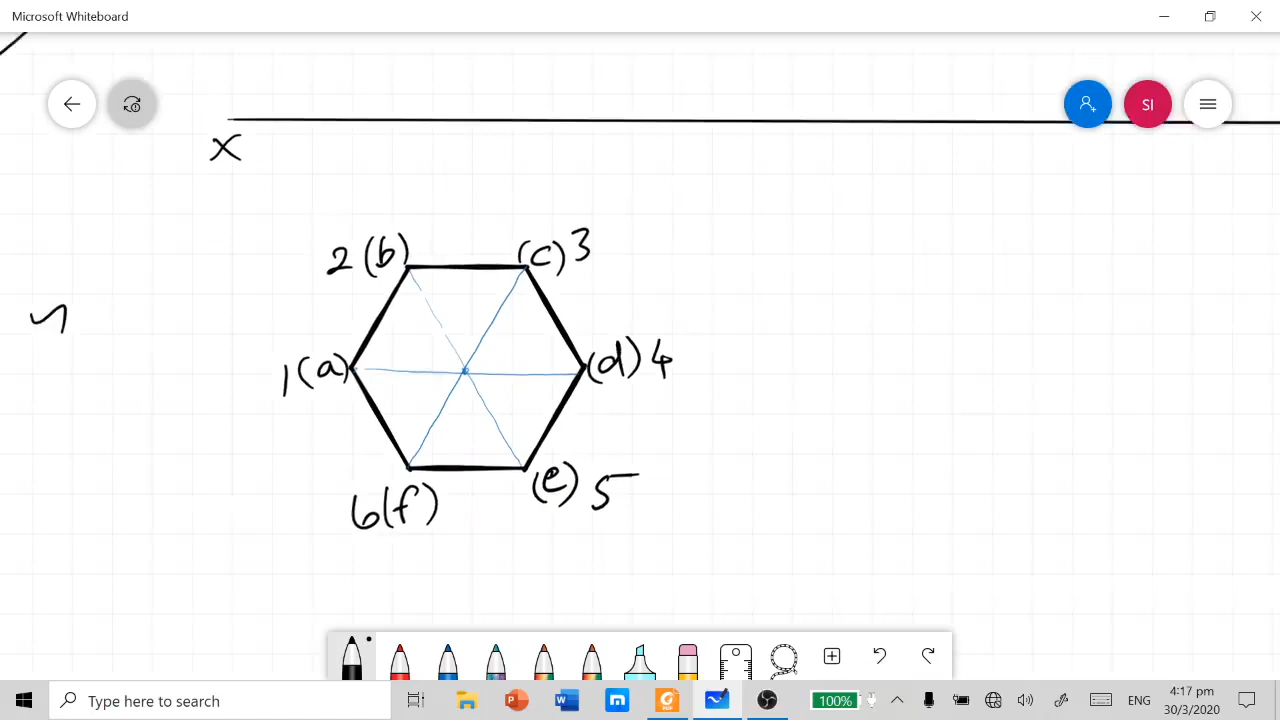 Microsoft Whiteboard
SI
X
2 (b)
(c) 3
1 (a)
(d) 4
6 (f)
(e) 5
Type here to search
100%
ENG
4:17 pm
30/3/2020